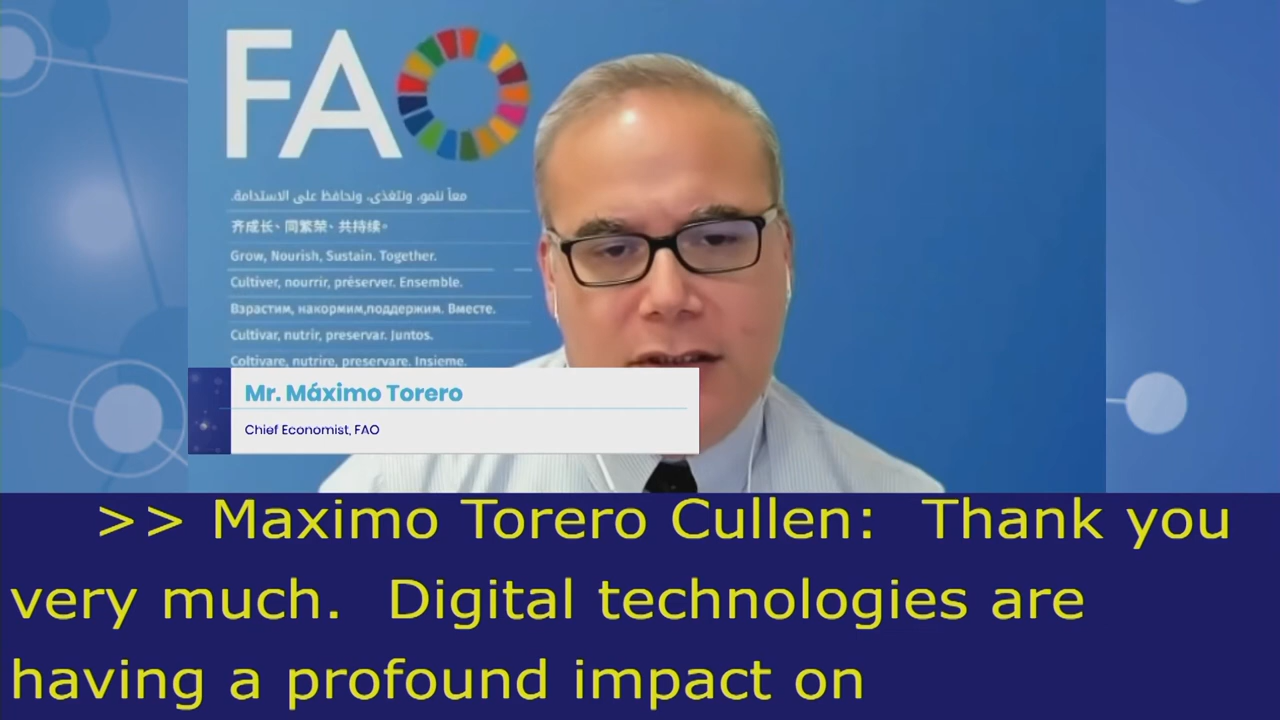 FAO
معاً ننمو، ونتغذى، ونحافظ على الاستدامة.
齐成长、同繁荣、共持续。
Grow, Nourish, Sustain. Together.
Cultiver, nourrir, préserver. Ensemble.
Взрастим, накормим,поддержим. Вместе.
Cultivar, nutrir, preservar. Juntos.
Coltivare, nutrire, preservare. Insieme.
Mr. Máximo Torero
Chief Economist, FAO
>> Maximo Torero Cullen: Thank you
very much. Digital technologies are
having a profound impact on